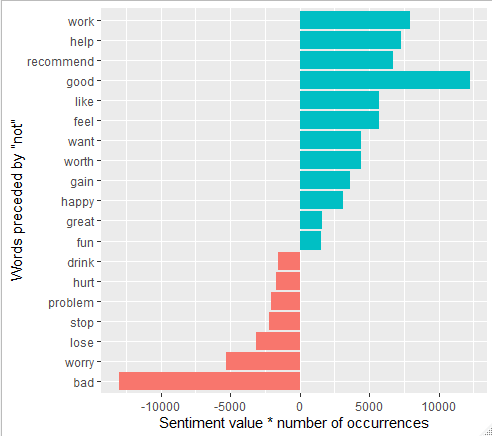 work
help
recommend
good
like
feel
want
worth
gain
happy
great
fun
drink
hurt
problem
stop
lose
worry
bad
Words preceded by "not"
-10000 -5000 0 5000 10000
Sentiment value * number of occurrences